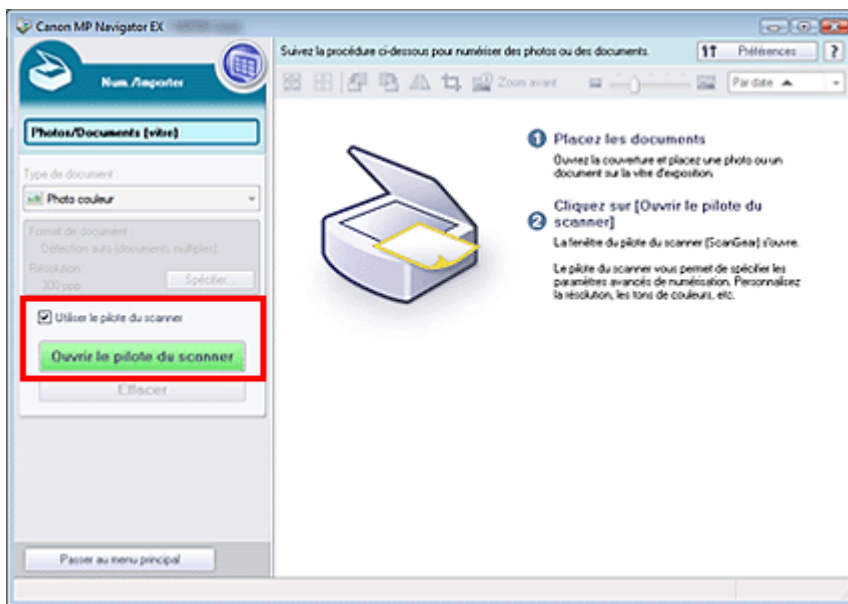 Canon MP Navigator EX
Num./Importer
Photos/Documents (vitre)
Type de document :
Photo couleur
Format de document :
Détection auto (documents multiples)
Résolution :
300 ppp
Spécifier...
Utiliser le pilote du scanner
Ouvrir le pilote du scanner
Effacer
Passer au menu principal
Suivez la procédure ci-dessous pour numériser des photos ou des documents.
Préférences
?
Zoom avant
Par date
1 Placez les documents
Ouvrez la couverture et placez une photo ou un
document sur la vitre d'exposition.
2 Cliquez sur [Ouvrir le pilote du
scanner]
La fenêtre du pilote du scanner (ScanGear) s'ouvre.
Le pilote du scanner vous permet de spécifier les
paramètres avancés de numérisation. Personnalisez
la résolution, les tons de couleurs, etc.